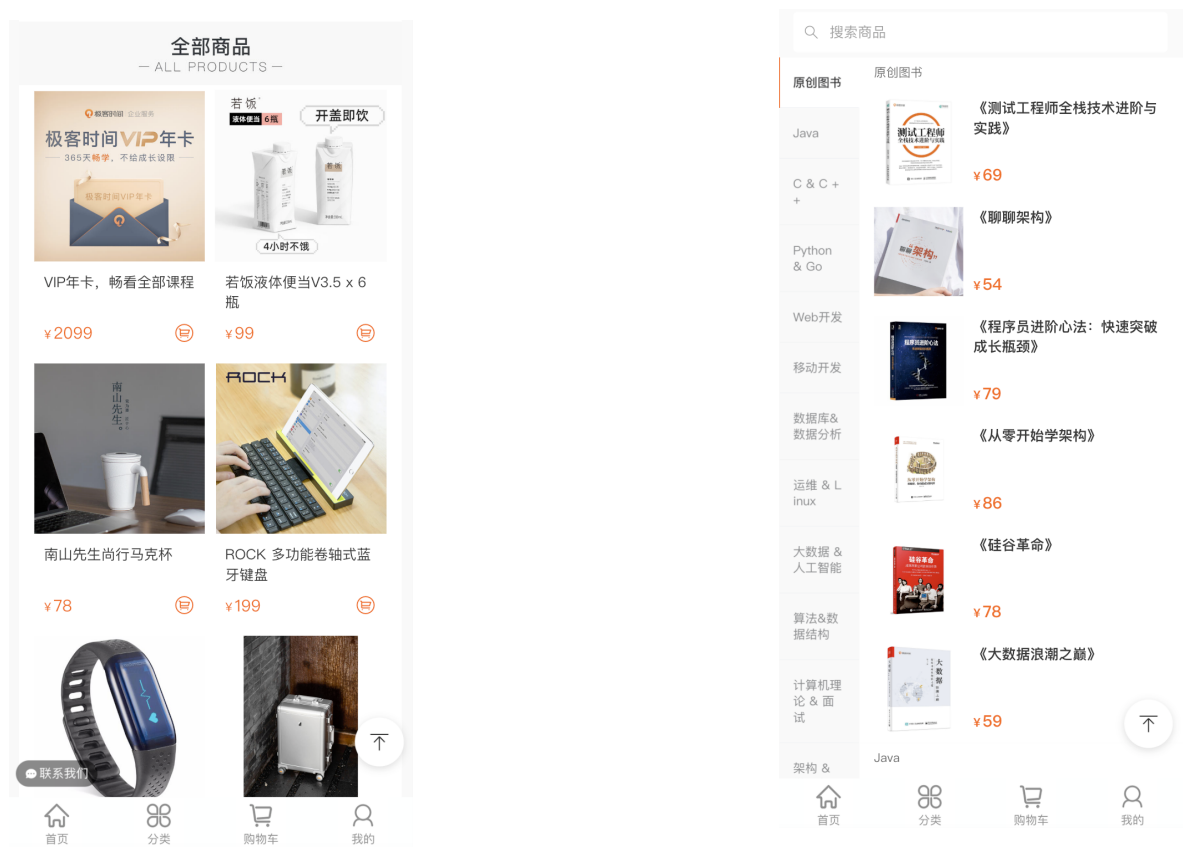 全部商品
ALL PRODUCTS
极客时间 企业服务
极客时间VIP年卡
365天畅学，不给成长设限
极客时间VIP年卡
若饭
液体便当 6瓶
开盖即饮
若饭
若饭
4小时不饿
VIP年卡，畅看全部课程
¥2099
若饭液体便当V3.5 x 6
瓶
¥99
南山先生。
ROCK
南山先生尚行马克杯
¥78
ROCK 多功能卷轴式蓝
牙键盘
¥199
联系我们
首页
分类
购物车
我的
搜索商品
原创图书
Java
C & C +
+
Python
& Go
Web开发
移动开发
数据库&
数据分析
运维 & L
inux
大数据 &
人工智能
算法&数
据结构
计算机理
论 & 面
试
架构 &
原创图书
测试工程师
全栈技术进阶与实践
《测试工程师全栈技术进阶与
实践》
¥69
聊聊架构
《聊聊架构》
¥54
程序员进阶心法
《程序员进阶心法：快速突破
成长瓶颈》
¥79
从零开始学架构
《从零开始学架构》
¥86
硅谷革命
《硅谷革命》
¥78
《大数据浪潮之巅》
¥59
Java
首页
分类
购物车
我的